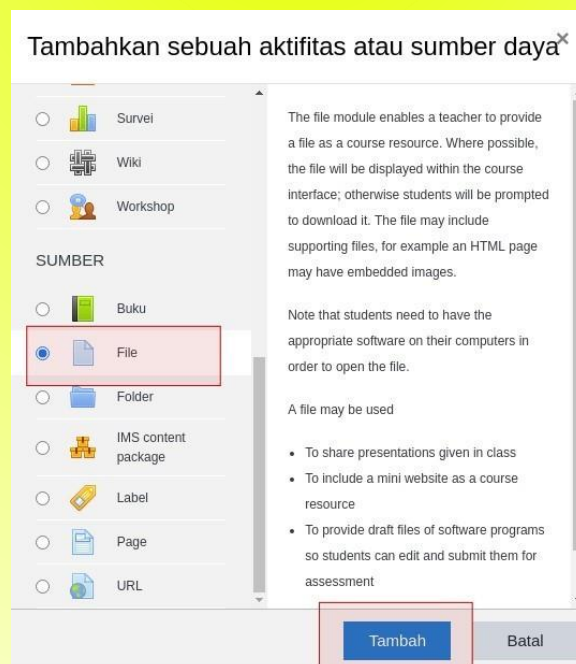 Tambahkan sebuah aktifitas atau sumber daya
×
Survei
Wiki
Workshop
SUMBER
Buku
File
Folder
IMS content
package
Label
Page
URL
The file module enables a teacher to provide
a file as a course resource. Where possible,
the file will be displayed within the course
interface; otherwise students will be prompted
to download it. The file may include
supporting files, for example an HTML page
may have embedded images.
Note that students need to have the
appropriate software on their computers in
order to open the file.
A file may be used
• To share presentations given in class
• To include a mini website as a course
resource
• To provide draft files of software programs
so students can edit and submit them for
assessment
Tambah
Batal